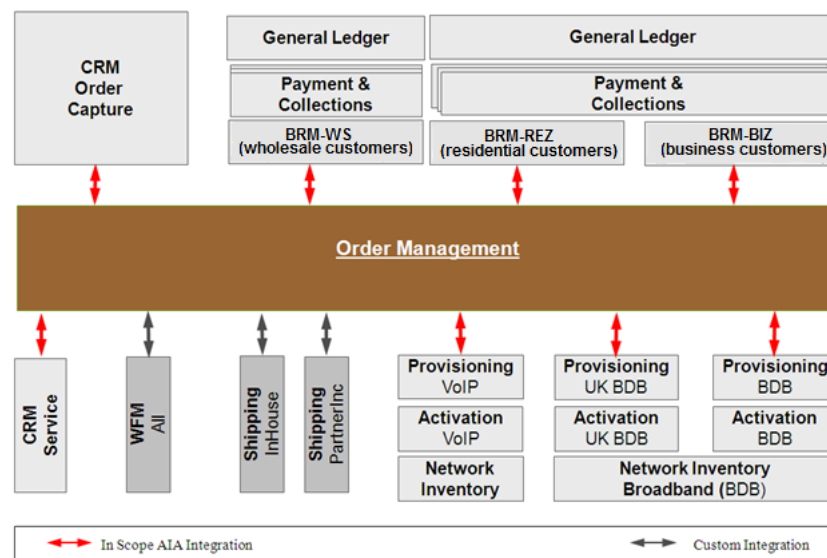 CRM
Order
Capture
General Ledger
Payment &
Collections
BRM-WS
(wholesale customers)
General Ledger
Payment &
Collections
BRM-REZ
(residential customers)
BRM-BIZ
(business customers)
Order Management
CRM
Service
WFM
All
Shipping
InHouse
Shipping
PartnerInc
Provisioning
VoIP
Activation
VoIP
Network
Inventory
Provisioning
UK BDB
Activation
UK BDB
Provisioning
BDB
Activation
BDB
Network Inventory
Broadband (BDB)
In Scope AIA Integration
Custom Integration